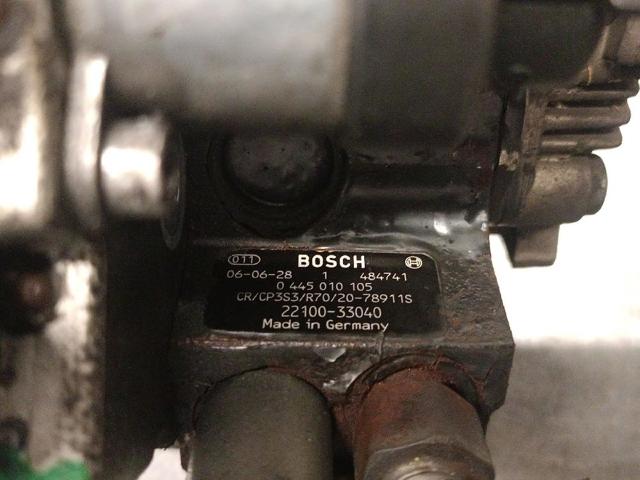 011 BOSCH
06-06-28 1 484741
0 445 010 105
CR/CP3S3/R70/20-78911S
22100-33040
Made in Germany